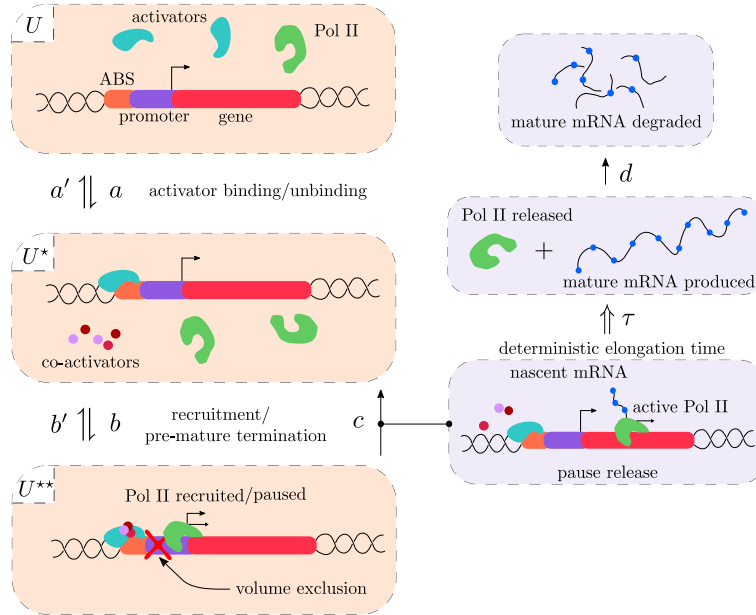 U
activators
Pol II
ABS
promoter
gene
a′ ⇌ a
activator binding/unbinding
U⋆
co-activators
b′ ⇌ b
recruitment/
pre-mature termination
c
U⋆⋆
Pol II recruited/paused
volume exclusion
mature mRNA degraded
d
Pol II released
+
mature mRNA produced
τ
deterministic elongation time
nascent mRNA
active Pol II
pause release